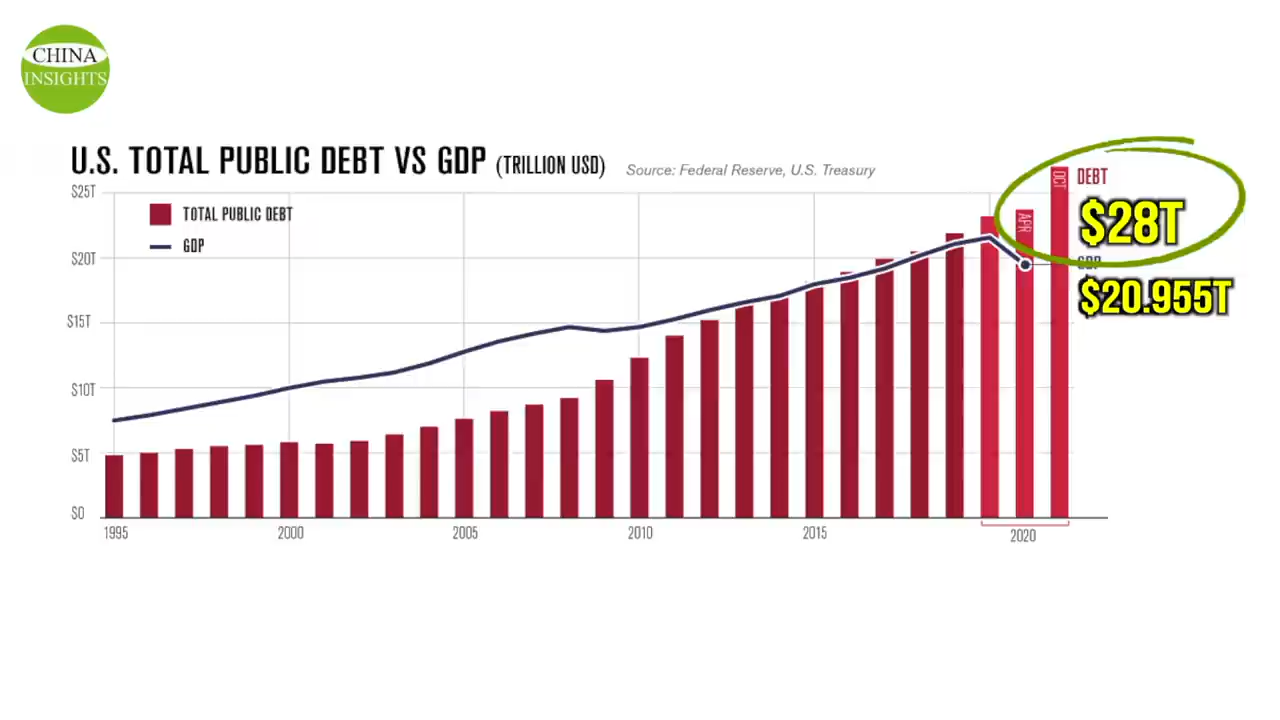 CHINA
INSIGHTS
U.S. TOTAL PUBLIC DEBT VS GDP (TRILLION USD) Source: Federal Reserve, U.S. Treasury
$25T
TOTAL PUBLIC DEBT
GDP
$20T
$15T
$10T
$5T
$0
1995
2000
2005
2010
2015
2020
APR
OCT
DEBT
$28T
GDP
$20.955T